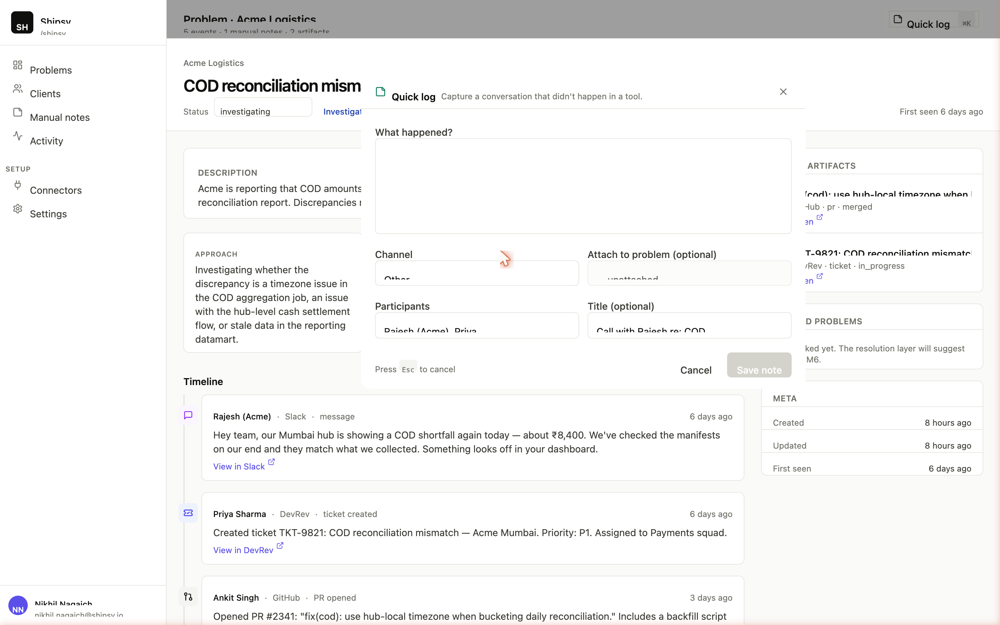 SH
Shipsy
/shipsy
Problems
Clients
Manual notes
Activity
SETUP
Connectors
Settings
NN
Nikhil Nagaich
nikhil.nagaich@shipsy.io
Problem · Acme Logistics
5 events · 1 manual notes · 2 artifacts
Quick log ⌘K
Acme Logistics
COD reconciliation mism
Status investigating Investigat
First seen 6 days ago
DESCRIPTION
Acme is reporting that COD amounts
reconciliation report. Discrepancies
APPROACH
Investigating whether the
discrepancy is a timezone issue in
the COD aggregation job, an issue
with the hub-level cash settlement
flow, or stale data in the reporting
datamart.
Quick log Capture a conversation that didn't happen in a tool.
What happened?
Channel
Other
Attach to problem (optional)
unattached
Participants
Rajesh (Acme), Priya
Title (optional)
Call with Rajesh re: COD
Press Esc to cancel
Cancel
Save note
ARTIFACTS
(cod): use hub-local timezone when
Hub · pr · merged
en
T-9821: COD reconciliation mismatc
vRev · ticket · in_progress
en
D PROBLEMS
ked yet. The resolution layer will suggest
M6.
META
Created 8 hours ago
Updated 8 hours ago
First seen 6 days ago
Timeline
Rajesh (Acme) · Slack · message 6 days ago
Hey team, our Mumbai hub is showing a COD shortfall again today — about ₹8,400. We've checked the manifests
on our end and they match what we collected. Something looks off in your dashboard.
View in Slack
Priya Sharma · DevRev · ticket created 6 days ago
Created ticket TKT-9821: COD reconciliation mismatch — Acme Mumbai. Priority: P1. Assigned to Payments squad.
View in DevRev
Ankit Singh · GitHub · PR opened 3 days ago
Opened PR #2341: "fix(cod): use hub-local timezone when bucketing daily reconciliation." Includes a backfill script